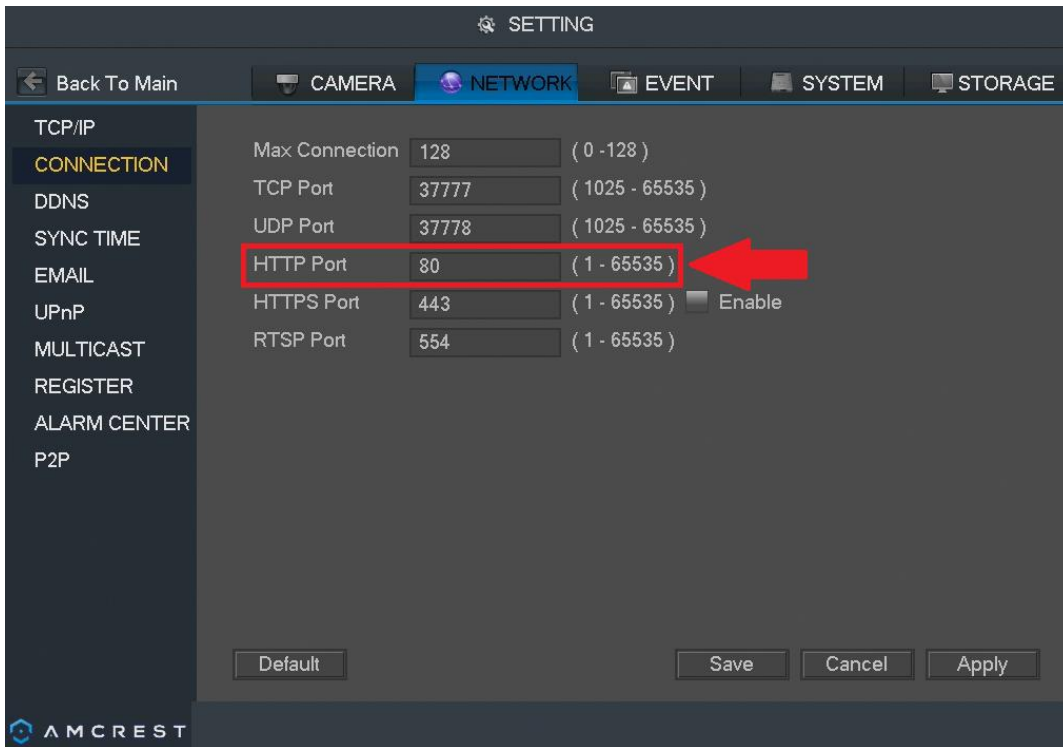 SETTING
Back To Main CAMERA NETWORK EVENT SYSTEM STORAGE
TCP/IP
CONNECTION
DDNS
SYNC TIME
EMAIL
UPnP
MULTICAST
REGISTER
ALARM CENTER
P2P
Max Connection 128 ( 0 -128 )
TCP Port 37777 ( 1025 - 65535 )
UDP Port 37778 ( 1025 - 65535 )
HTTP Port 80 ( 1 - 65535 )
HTTPS Port 443 ( 1 - 65535 ) Enable
RTSP Port 554 ( 1 - 65535 )
Default Save Cancel Apply
AMCREST